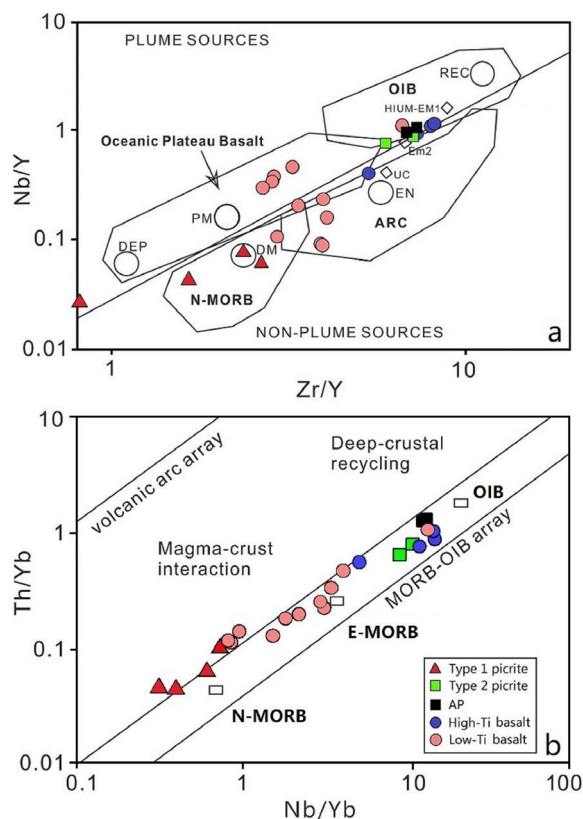 10
PLUME SOURCES
REC
OIB
HIUM-EM1
1
Oceanic Plateau Basalt
Em2
UC
Nb/Y
PM
EN
ARC
DEP
DM
0.1
N-MORB
NON-PLUME SOURCES
a
0.01
1
10
Zr/Y
10
volcanic arc array
Deep-crustal
recycling
OIB
1
Magma-crust
interaction
MORB-OIB array
Th/Yb
E-MORB
0.1
N-MORB
Type 1 picrite
Type 2 picrite
AP
High-Ti basalt
Low-Ti basalt
b
0.01
0.1
1
10
100
Nb/Yb